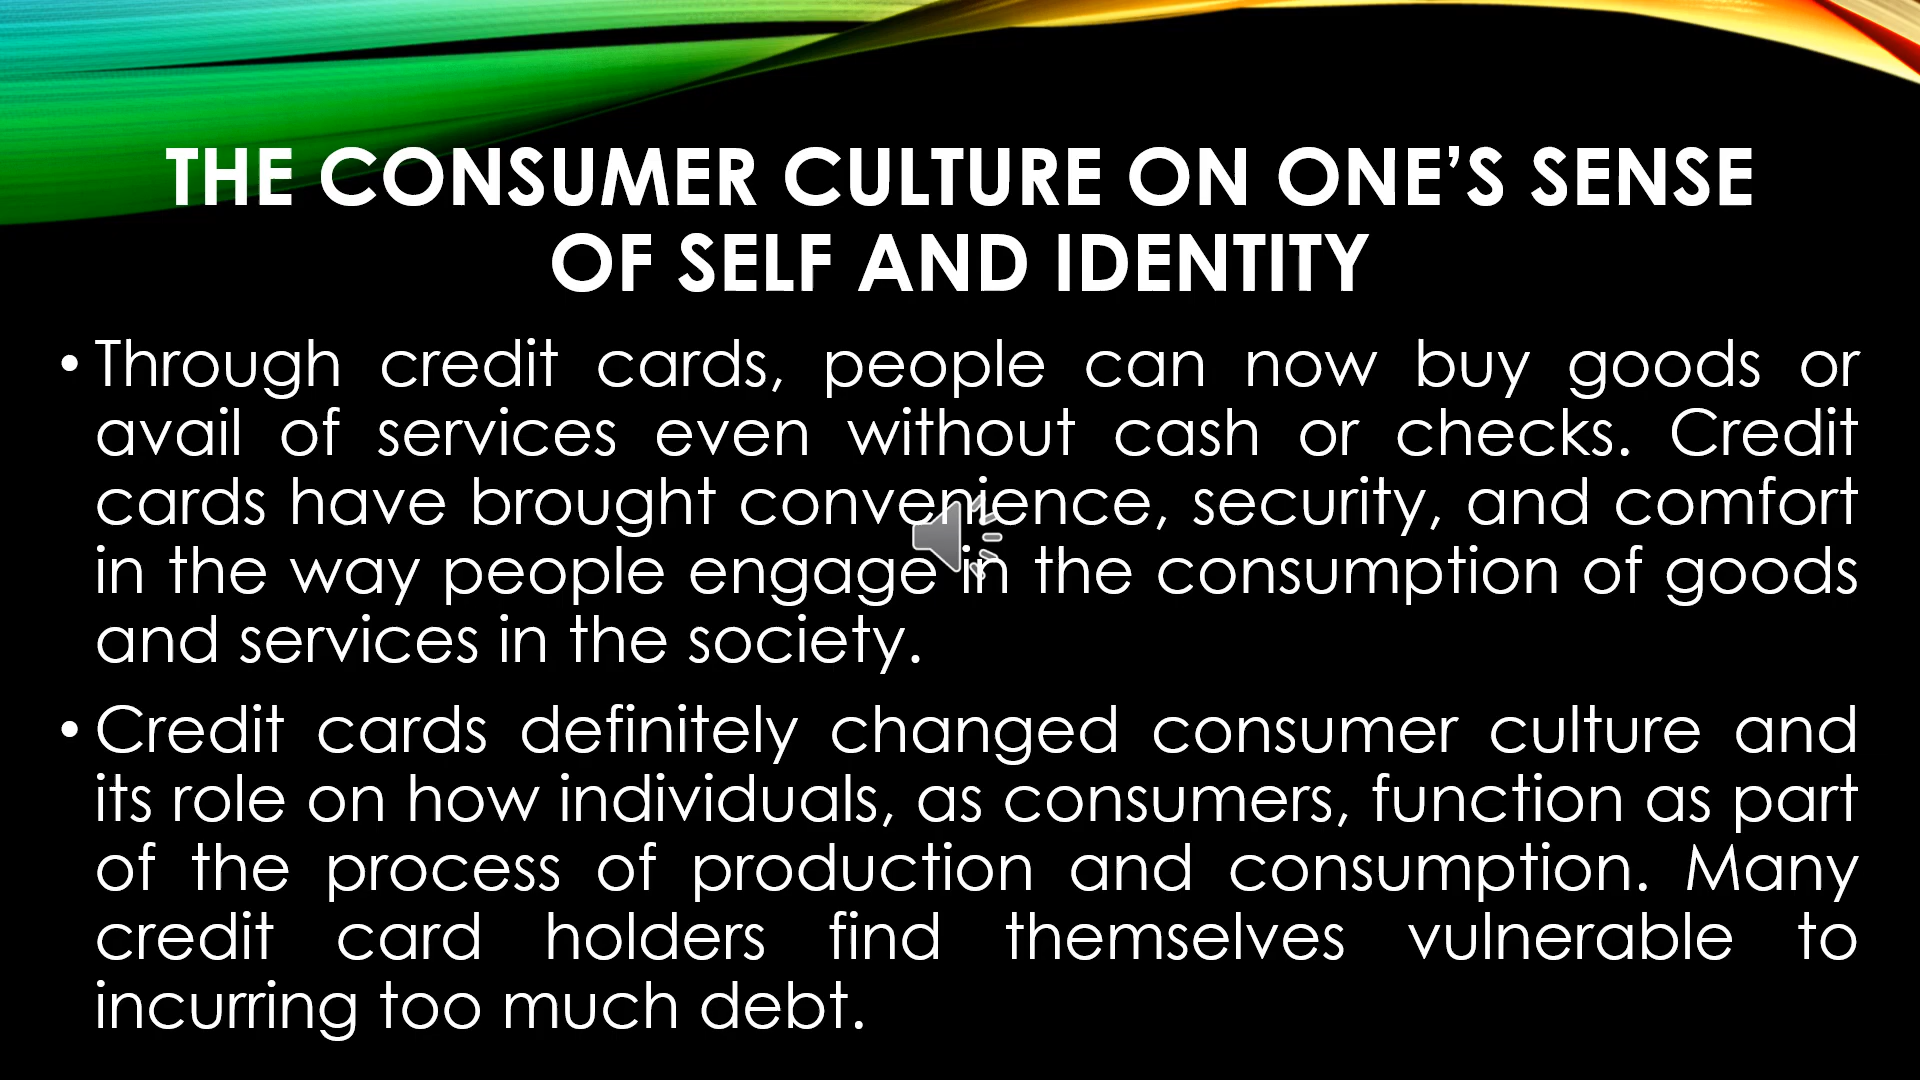 THE CONSUMER CULTURE ON ONE’S SENSE
OF SELF AND IDENTITY
• Through credit cards, people can now buy goods or
avail of services even without cash or checks. Credit
cards have brought convenience, security, and comfort
in the way people engage in the consumption of goods
and services in the society.
• Credit cards definitely changed consumer culture and
its role on how individuals, as consumers, function as part
of the process of production and consumption. Many
credit card holders find themselves vulnerable to
incurring too much debt.